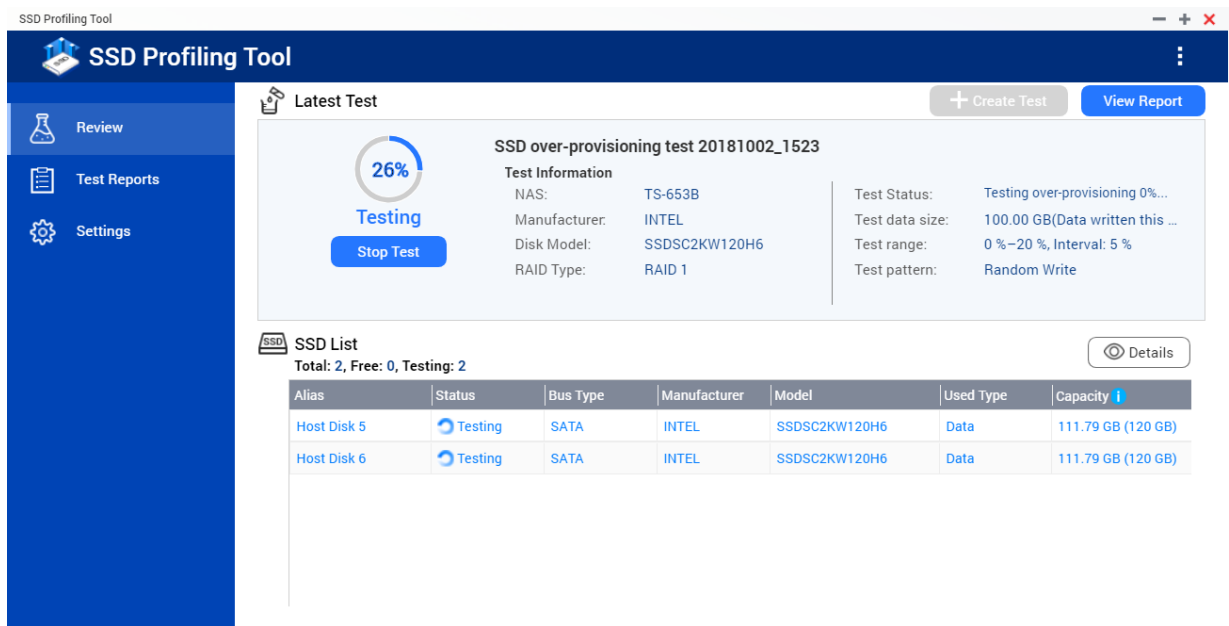 SSD Profiling Tool
SSD Profiling Tool
Review
Test Reports
Settings
Latest Test
Create Test
View Report
26%
Testing
Stop Test
SSD over-provisioning test 20181002_1523
Test Information
NAS: TS-653B
Manufacturer: INTEL
Disk Model: SSDSC2KW120H6
RAID Type: RAID 1
Test Status: Testing over-provisioning 0%...
Test data size: 100.00 GB(Data written this ...
Test range: 0 %–20 %, Interval: 5 %
Test pattern: Random Write
SSD
SSD List
Total: 2, Free: 0, Testing: 2
Details
Alias Status Bus Type Manufacturer Model Used Type Capacity i
Host Disk 5 Testing SATA INTEL SSDSC2KW120H6 Data 111.79 GB (120 GB)
Host Disk 6 Testing SATA INTEL SSDSC2KW120H6 Data 111.79 GB (120 GB)